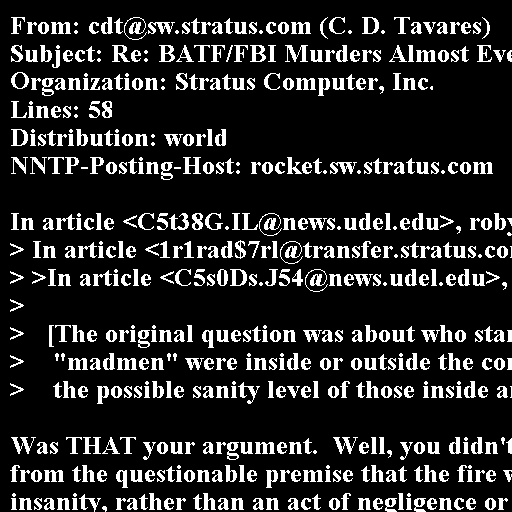 From: cdt@sw.stratus.com (C. D. Tavares)
Subject: Re: BATF/FBI Murders Almost Eve
Organization: Stratus Computer, Inc.
Lines: 58
Distribution: world
NNTP-Posting-Host: rocket.sw.stratus.com

In article <C5t38G.IL@news.udel.edu>, roby
> In article <1r1rad$7rl@transfer.stratus.co
> >In article <C5s0Ds.J54@news.udel.edu>,
>
>   [The original question was about who star
>    "madmen" were inside or outside the co
>    the possible sanity level of those inside a

Was THAT your argument.  Well, you didn't
from the questionable premise that the fire w
insanity, rather than an act of negligence or